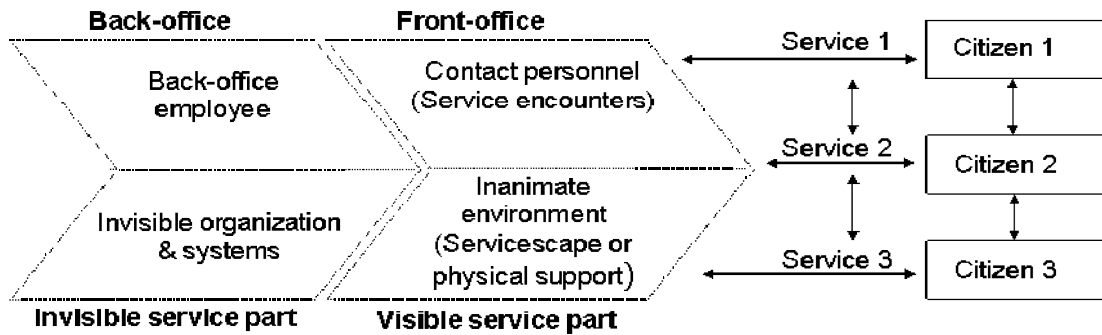 Back-office
Front-office
Back-office
employee
Invisible organization
& systems
Invisible service part
Contact personnel
(Service encounters)
Inanimate
environment
(Servicescape or
physical support)
Visible service part
Service 1
Citizen 1
Service 2
Citizen 2
Service 3
Citizen 3